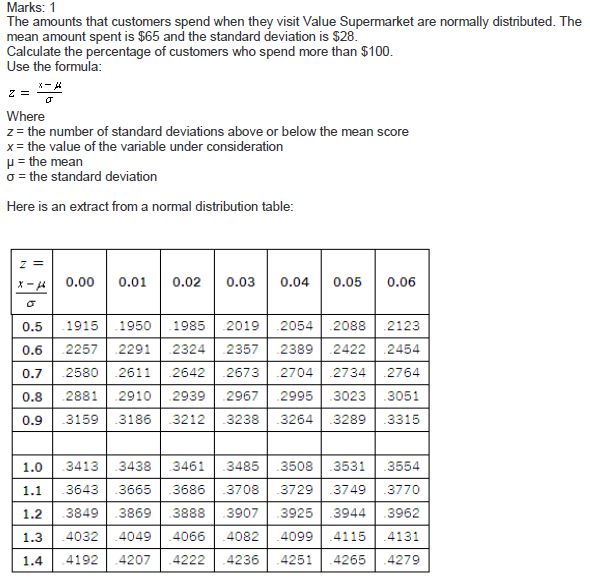 Marks: 1
The amounts that customers spend when they visit Value Supermarket are normally distributed. The
mean amount spent is $65 and the standard deviation is $28.
Calculate the percentage of customers who spend more than $100.
Use the formula:
z = (x − μ)/σ
Where
z = the number of standard deviations above or below the mean score
x = the value of the variable under consideration
μ = the mean
σ = the standard deviation
Here is an extract from a normal distribution table:
z = (x − μ)/σ 0.00 0.01 0.02 0.03 0.04 0.05 0.06
0.5 .1915 .1950 .1985 .2019 .2054 .2088 .2123
0.6 .2257 .2291 .2324 .2357 .2389 .2422 .2454
0.7 .2580 .2611 .2642 .2673 .2704 .2734 .2764
0.8 .2881 .2910 .2939 .2967 .2995 .3023 .3051
0.9 .3159 .3186 .3212 .3238 .3264 .3289 .3315
1.0 .3413 .3438 .3461 .3485 .3508 .3531 .3554
1.1 .3643 .3665 .3686 .3708 .3729 .3749 .3770
1.2 .3849 .3869 .3888 .3907 .3925 .3944 .3962
1.3 .4032 .4049 .4066 .4082 .4099 .4115 .4131
1.4 .4192 .4207 .4222 .4236 .4251 .4265 .4279